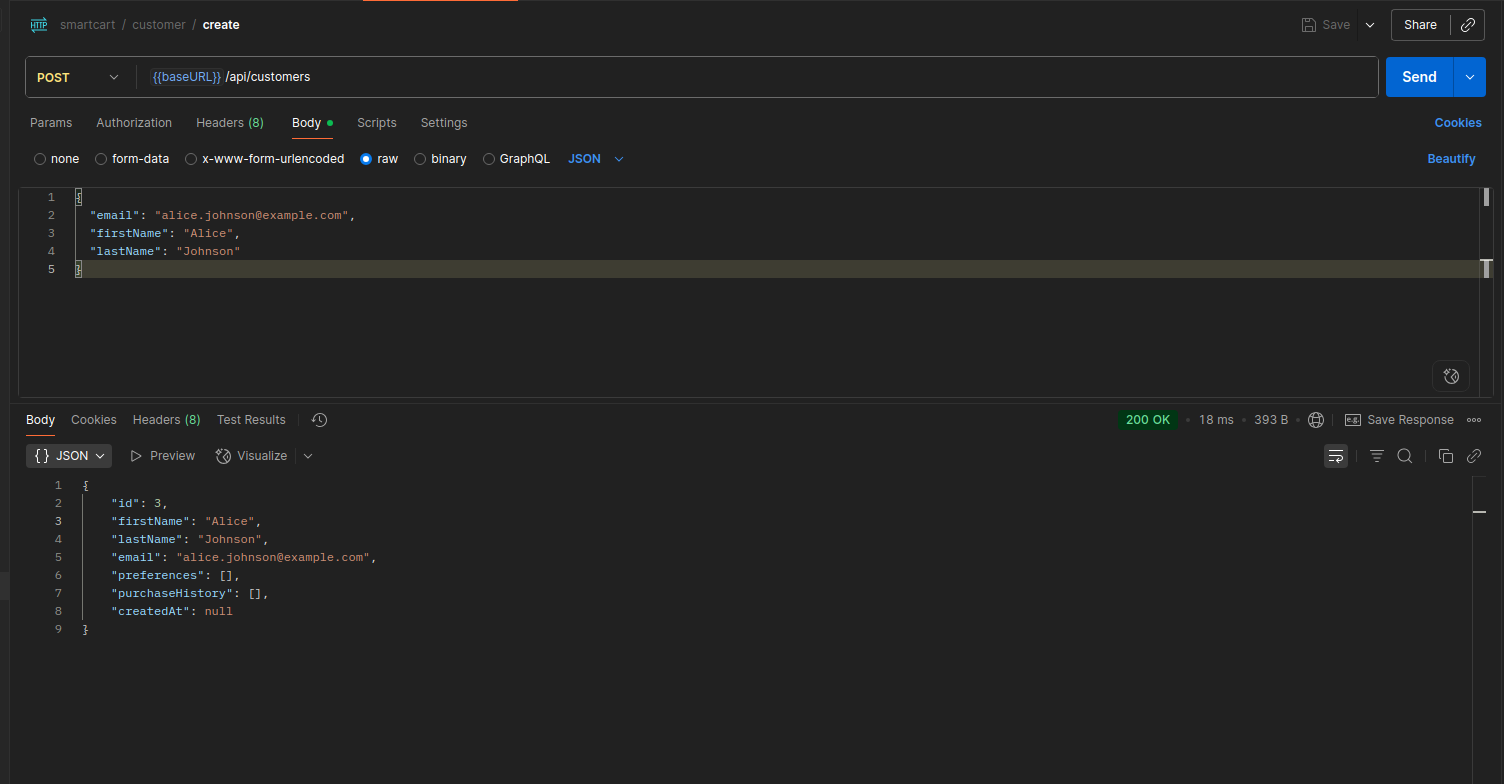 HTTP smartcart / customer / create Save Share
POST {{baseURL}} /api/customers Send
Params Authorization Headers (8) Body Scripts Settings Cookies
none form-data x-www-form-urlencoded raw binary GraphQL JSON Beautify
1 {
2 "email": "alice.johnson@example.com",
3 "firstName": "Alice",
4 "lastName": "Johnson"
5 }
Body Cookies Headers (8) Test Results 200 OK • 18 ms • 393 B • e.g. Save Response
{ } JSON Preview Visualize
1 {
2 "id": 3,
3 "firstName": "Alice",
4 "lastName": "Johnson",
5 "email": "alice.johnson@example.com",
6 "preferences": [],
7 "purchaseHistory": [],
8 "createdAt": null
9 }